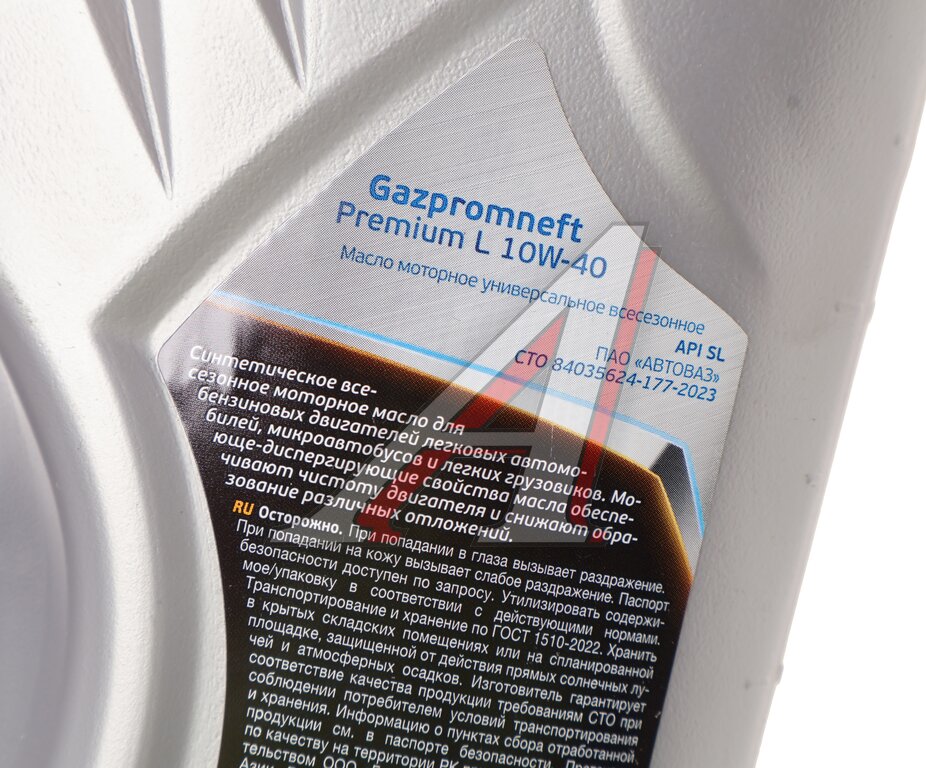 Gazpromneft
Premium L 10W-40
Масло моторное универсальное всесезонное
API SL
ПАО «АВТОВАЗ»
СТО 84035624-177-2023
Синтетическое все-
сезонное моторное масло для
бензиновых двигателей легковых автомо-
билей, микроавтобусов и легких грузовиков. Мо-
юще-диспергирующие свойства масла обеспе-
чивают чистоту двигателя и снижают обра-
зование различных отложений.
RU Осторожно. При попадании в глаза вызывает раздражение.
При попадании на кожу вызывает слабое раздражение. Паспорт
безопасности доступен по запросу. Утилизировать содержи-
мое/упаковку в соответствии с действующими нормами.
Транспортирование и хранение по ГОСТ 1510-2022. Хранить
в крытых складских помещениях или на спланированной
площадке, защищенной от действия прямых солнечных лу-
чей и атмосферных осадков. Изготовитель гарантирует
соответствие качества продукции требованиям СТО при
соблюдении потребителем условий транспортирования
и хранения. Информацию о пунктах сбора отработанной
продукции см. в паспорте безопасности.
по качеству на территории РК
тельством ООО